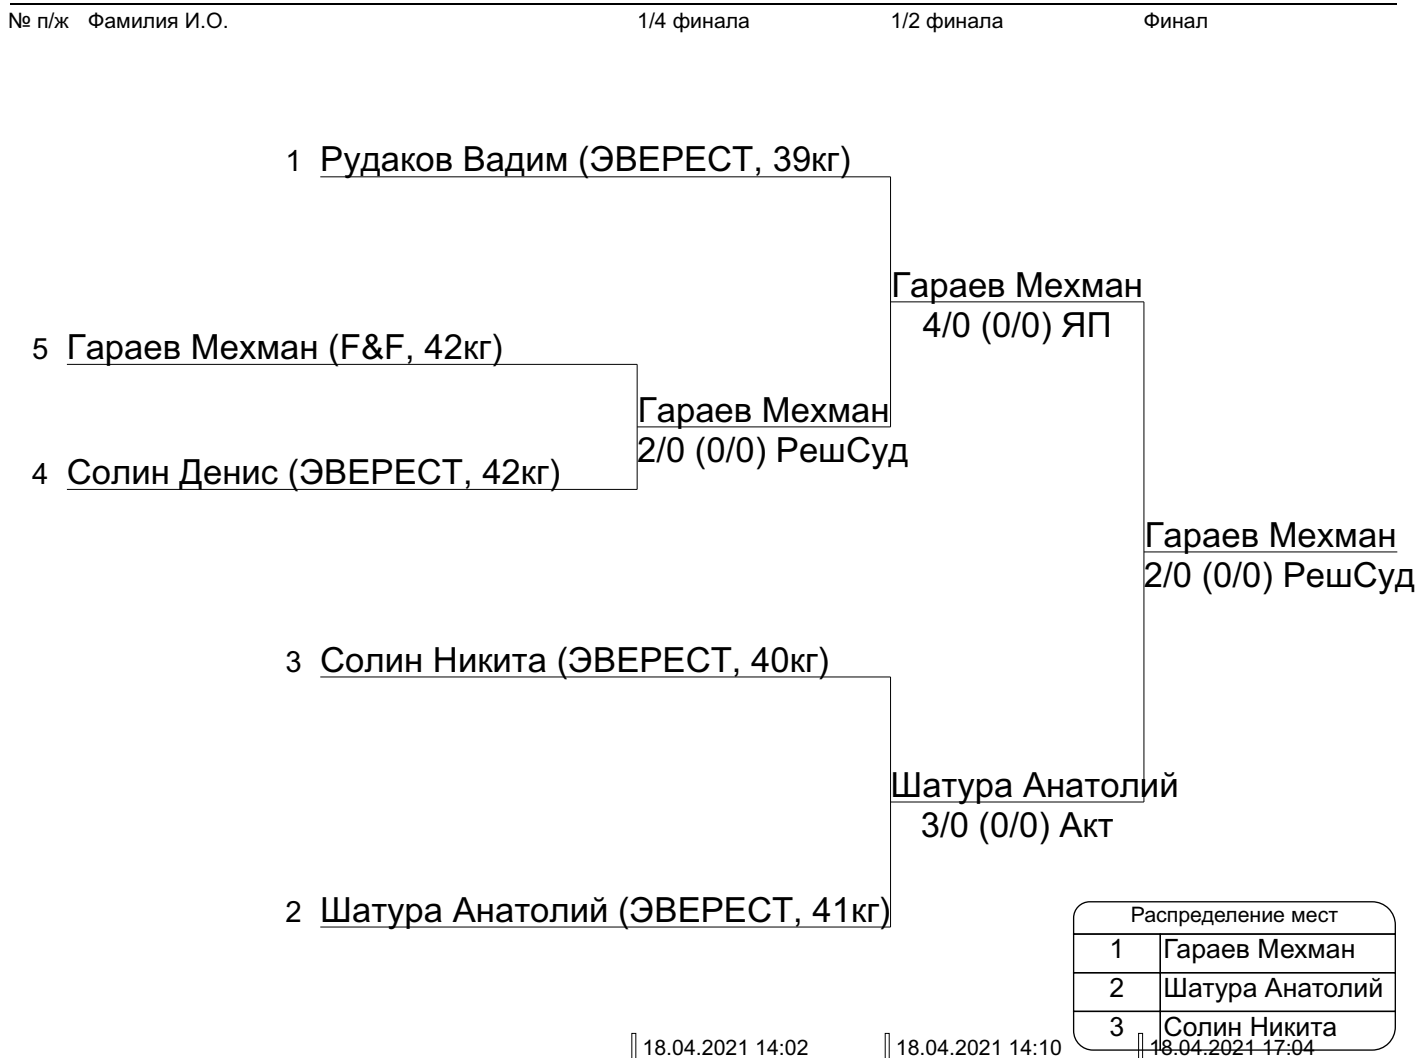 № п/ж Фамилия И.О. 1/4 финала 1/2 финала Финал
1 Рудаков Вадим (ЭВЕРЕСТ, 39кг)
Гараев Мехман
4/0 (0/0) ЯП
5 Гараев Мехман (F&F, 42кг)
Гараев Мехман
2/0 (0/0) РешСуд
4 Солин Денис (ЭВЕРЕСТ, 42кг)
Гараев Мехман
2/0 (0/0) РешСуд
3 Солин Никита (ЭВЕРЕСТ, 40кг)
Шатура Анатолий
3/0 (0/0) Акт
2 Шатура Анатолий (ЭВЕРЕСТ, 41кг)
Распределение мест
1 Гараев Мехман
2 Шатура Анатолий
3 Солин Никита
18.04.2021 14:02 18.04.2021 14:10 18.04.2021 17:04